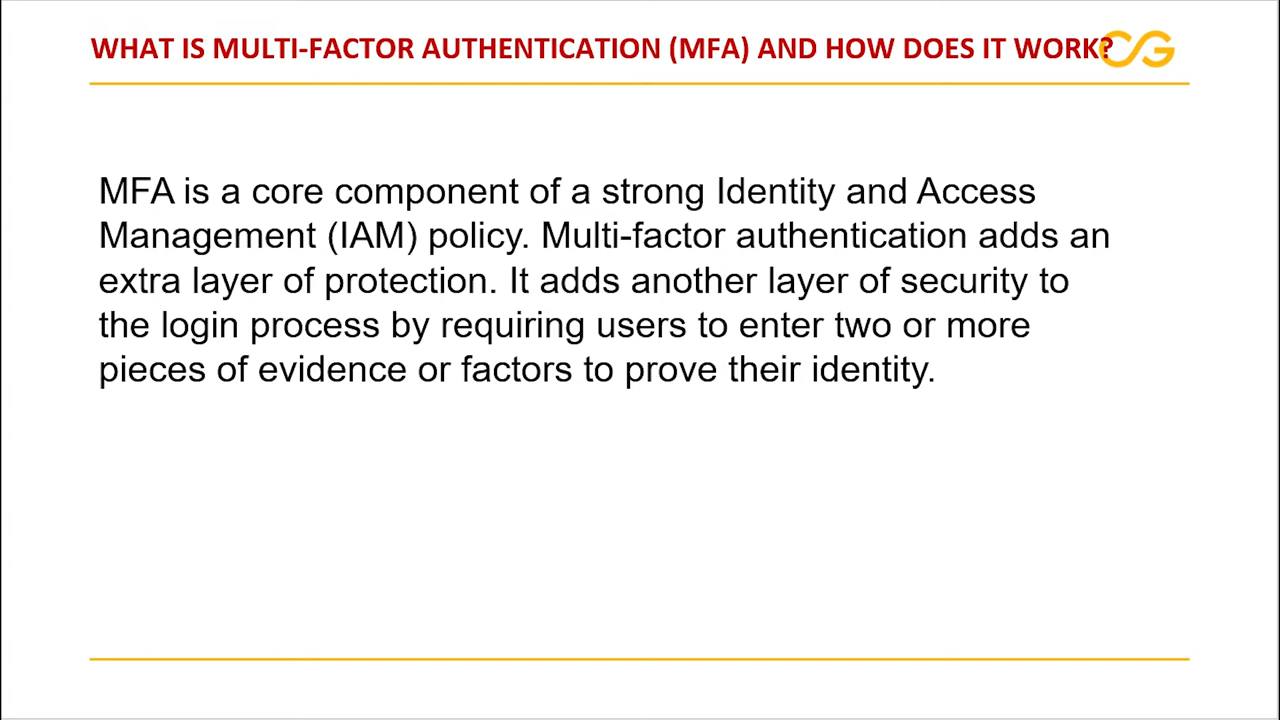 WHAT IS MULTI-FACTOR AUTHENTICATION (MFA) AND HOW DOES IT WORK?
CG
MFA is a core component of a strong Identity and Access
Management (IAM) policy. Multi-factor authentication adds an
extra layer of protection. It adds another layer of security to
the login process by requiring users to enter two or more
pieces of evidence or factors to prove their identity.